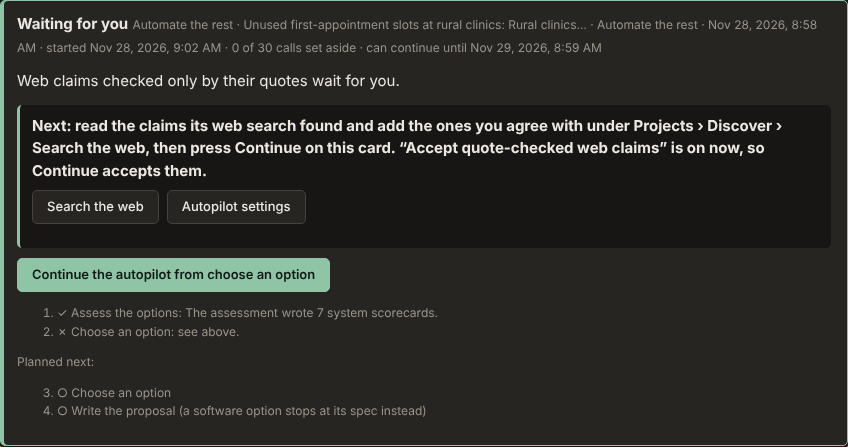 Waiting for you Automate the rest · Unused first-appointment slots at rural clinics: Rural clinics... · Automate the rest · Nov 28, 2026, 8:58
AM · started Nov 28, 2026, 9:02 AM · 0 of 30 calls set aside · can continue until Nov 29, 2026, 8:59 AM
Web claims checked only by their quotes wait for you.
Next: read the claims its web search found and add the ones you agree with under Projects › Discover ›
Search the web, then press Continue on this card. “Accept quote-checked web claims” is on now, so
Continue accepts them.
Search the web Autopilot settings
Continue the autopilot from choose an option
1. ✓ Assess the options: The assessment wrote 7 system scorecards.
2. × Choose an option: see above.
Planned next:
3. ○ Choose an option
4. ○ Write the proposal (a software option stops at its spec instead)